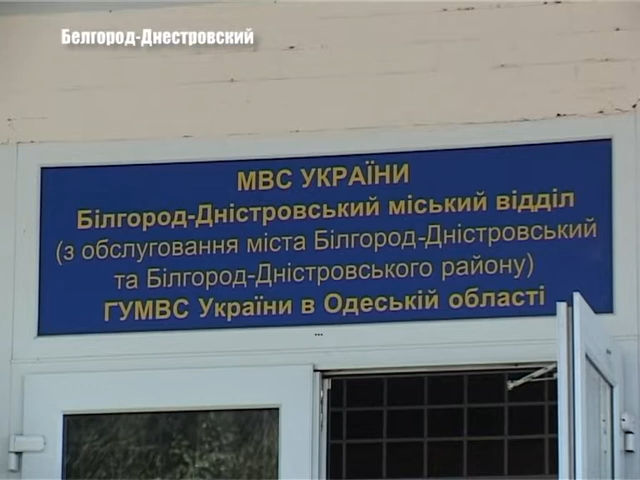 Белгород-Днестровский
МВС УКРАЇНИ
Білгород-Дністровський міський відділ
(з обслуговання міста Білгород-Дністровський
та Білгород-Дністровського району)
ГУМВС України в Одеській області